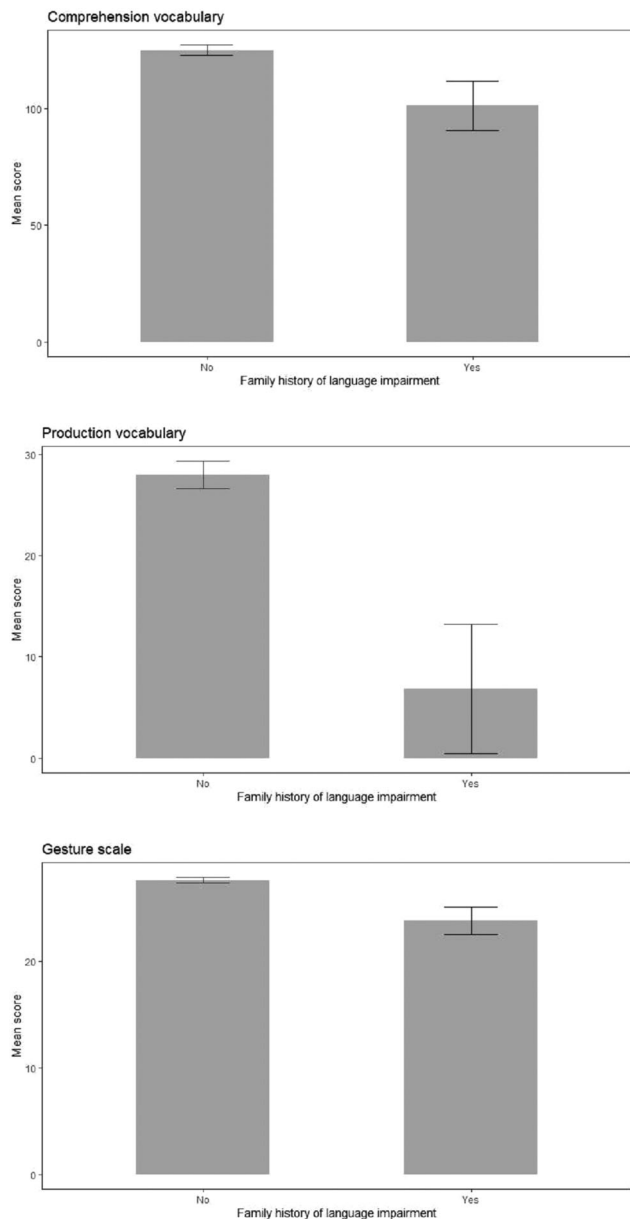 Comprehension vocabulary
Mean score
100
50
0
No
Yes
Family history of language impairment
Production vocabulary
Mean score
30
20
10
0
No
Yes
Family history of language impairment
Gesture scale
Mean score
20
10
0
No
Yes
Family history of language impairment